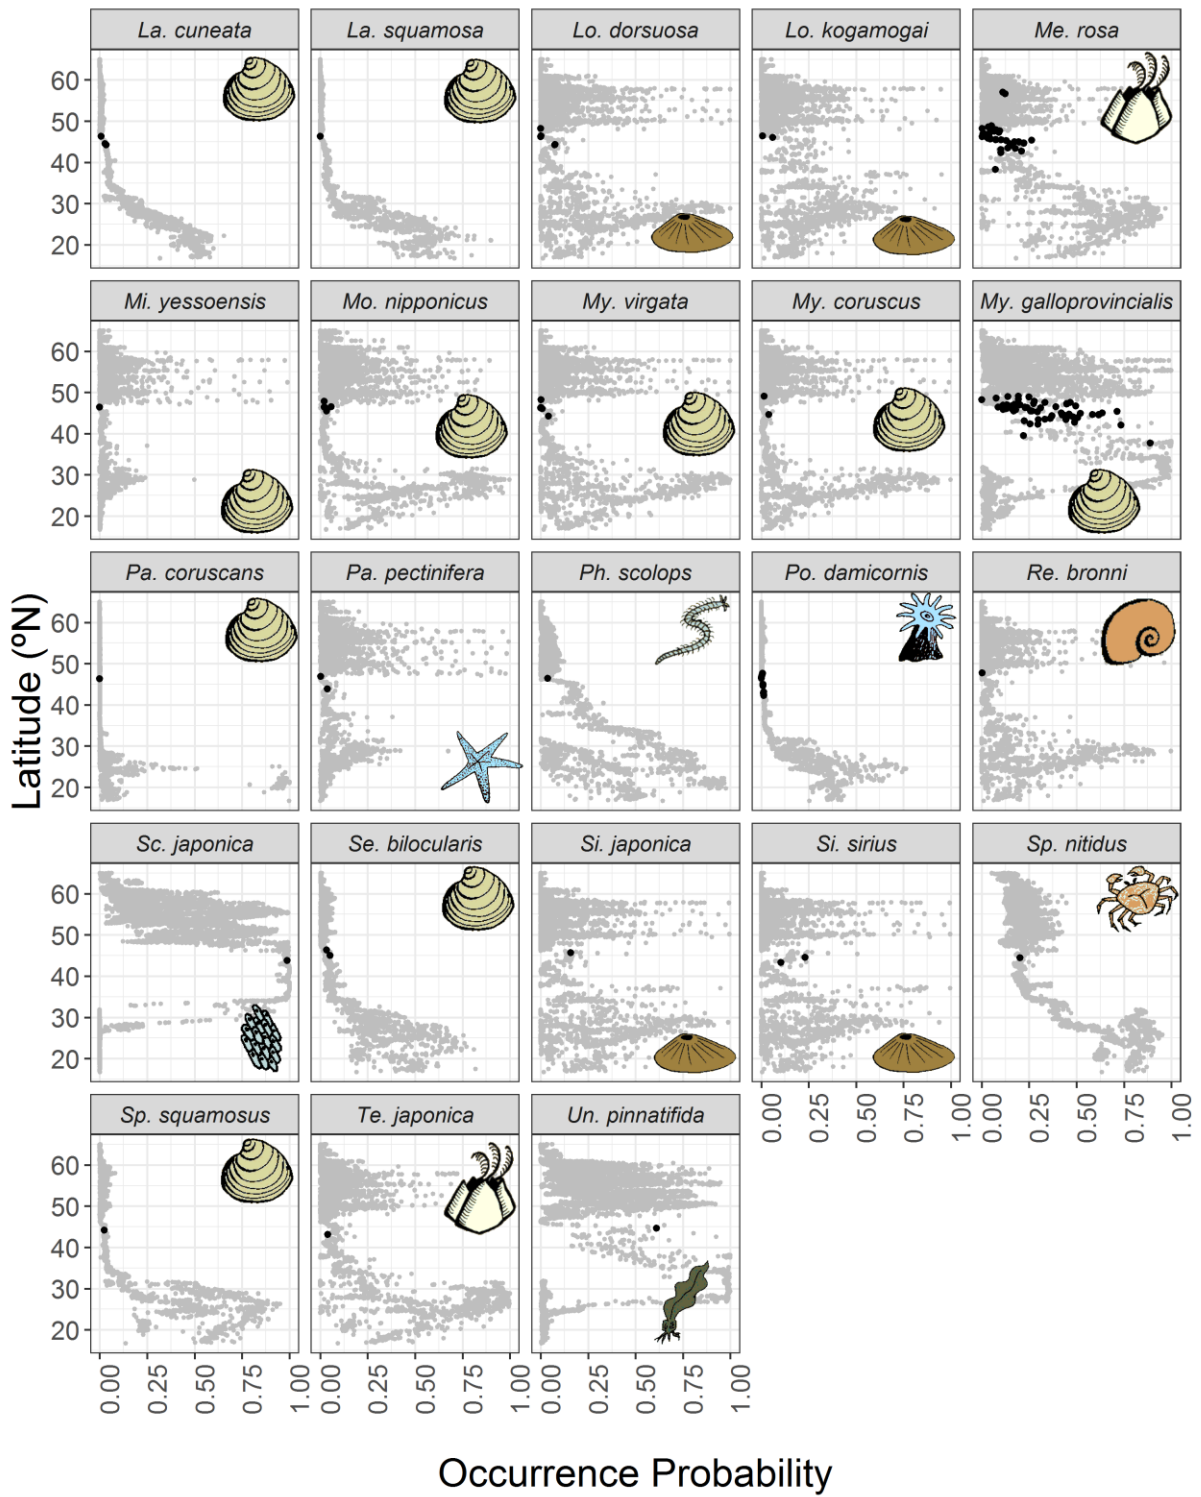 La. cuneata La. squamosa Lo. dorsuosa Lo. kogamogai Me. rosa
60
50
40
30
20
Mi. yessoensis Mo. nipponicus My. virgata My. coruscus My. galloprovincialis
60
50
40
30
20
Pa. coruscans Pa. pectinifera Ph. scolops Po. damicornis Re. bronni
60
50
40
30
20
Latitude (ºN)
Sc. japonica Se. bilocularis Si. japonica Si. sirius Sp. nitidus
60
50
40
30
20
0.00 0.25 0.50 0.75 1.00 0.00 0.25 0.50 0.75 1.00
Sp. squamosus Te. japonica Un. pinnatifida
60
50
40
30
20
0.00 0.25 0.50 0.75 1.00 0.00 0.25 0.50 0.75 1.00 0.00 0.25 0.50 0.75 1.00
Occurrence Probability